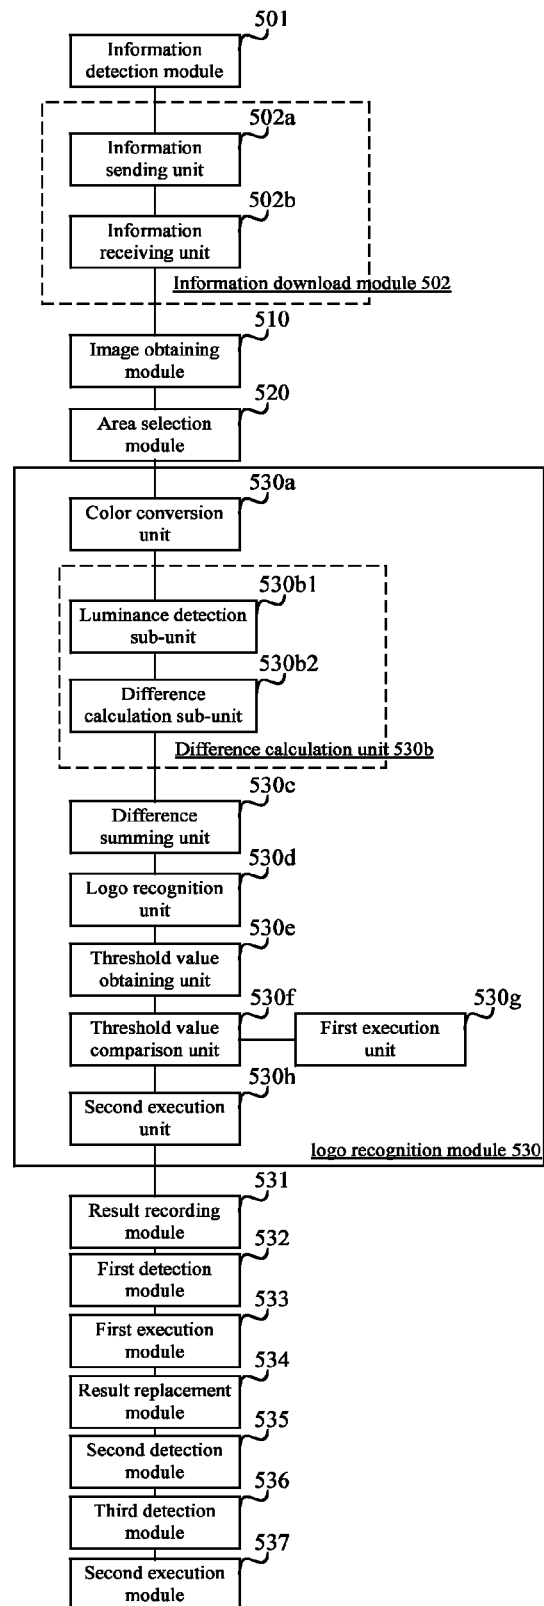 501
Information
detection module
502a
Information
sending unit
502b
Information
receiving unit
Information download module 502
510
Image obtaining
module
520
Area selection
module
530a
Color conversion
unit
530b1
Luminance detection
sub-unit
530b2
Difference
calculation sub-unit
Difference calculation unit 530b
530c
Difference
summing unit
530d
Logo recognition
unit
530e
Threshold value
obtaining unit
530f
Threshold value
comparison unit
530g
First execution
unit
530h
Second execution
unit
logo recognition module 530
531
Result recording
module
532
First detection
module
533
First execution
module
534
Result replacement
module
535
Second detection
module
536
Third detection
module
537
Second execution
module